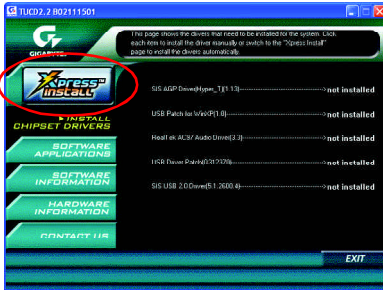 TUCD2.2 B02111501
GIGABYTE
This page shows the drivers that need to be installed for the system. Click
each item to install the driver manually or switch to the "Xpress Install"
page to install the drivers automatically.
Xpress™
Install
INSTALL
CHIPSET DRIVERS
SOFTWARE
APPLICATIONS
SOFTWARE
INFORMATION
HARDWARE
INFORMATION
CONTACT US
SiS AGP Driver(Hyper_T)(1.13) not installed
USB Patch for WinXP(1.0) not installed
RealTek AC97 Audio Driver(3.3) not installed
USB Driver Patch(0312320) not installed
SiS USB 2.0 Driver(5.1.2600.4) not installed
EXIT